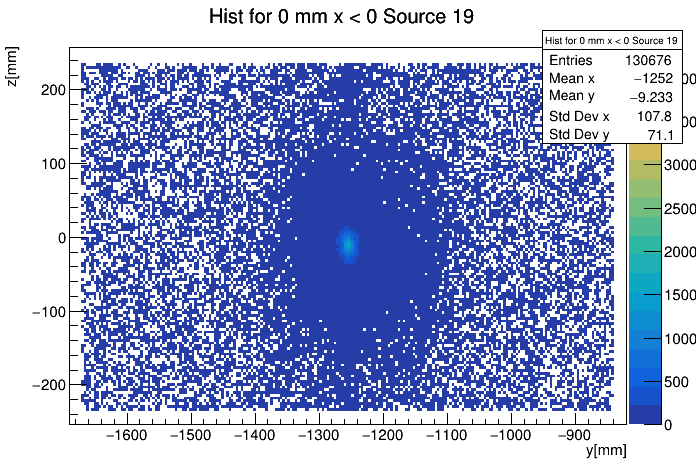 Hist for 0 mm x < 0 Source 19
z[mm]
Hist for 0 mm x < 0 Source 19
Entries 130676
Mean x −1252
Mean y −9.233
Std Dev x 107.8
Std Dev y 71.1
200
100
0
−100
−200
3000
2500
2000
1500
1000
500
0
−1600 −1500 −1400 −1300 −1200 −1100 −1000 −900
y[mm]